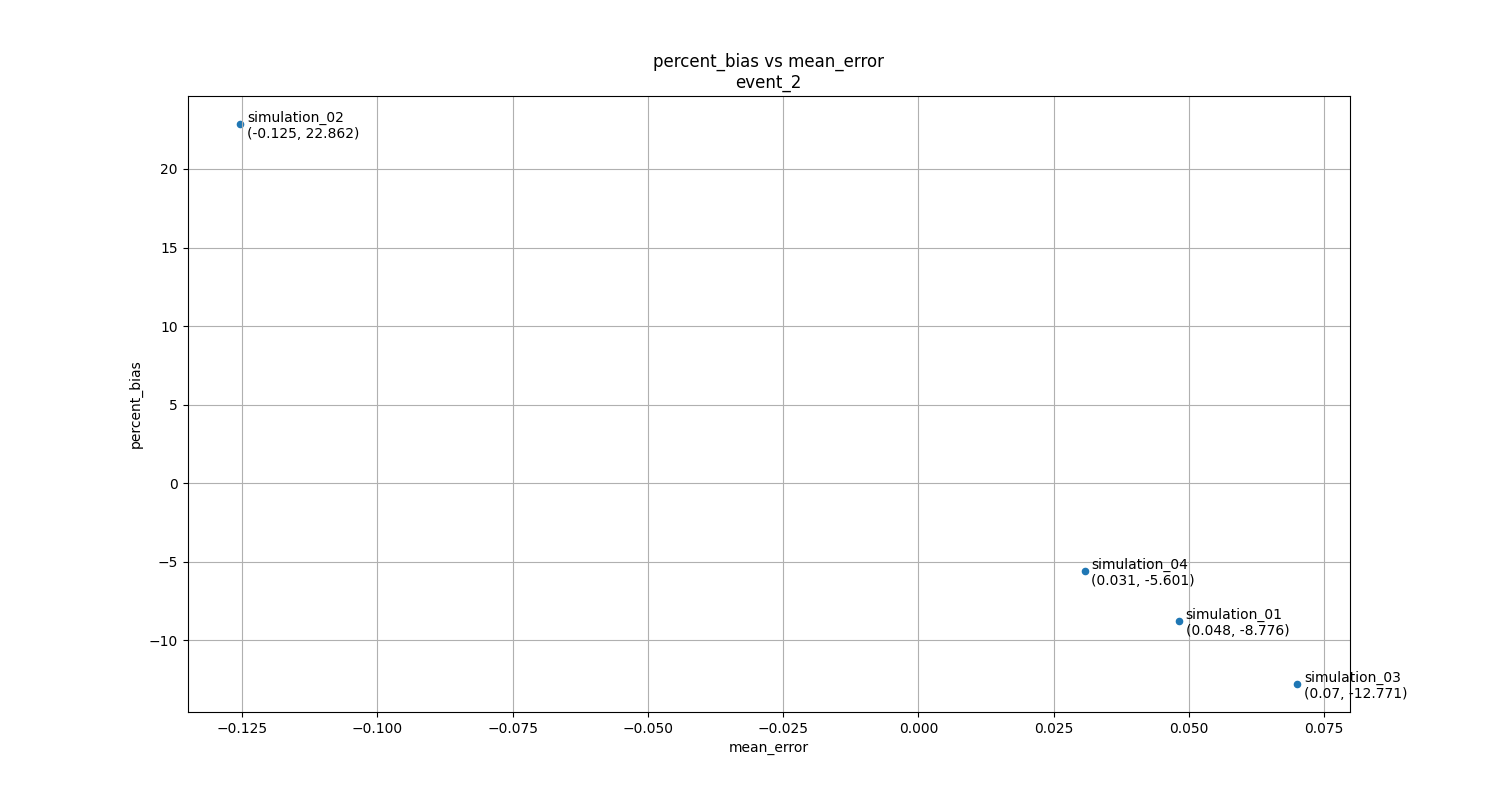 percent_bias vs mean_error
event_2
simulation_02
(-0.125, 22.862)
20
15
10
5
0
−5
−10
percent_bias
simulation_04
(0.031, -5.601)
simulation_01
(0.048, -8.776)
simulation_03
(0.07, -12.771)
−0.125 −0.100 −0.075 −0.050 −0.025 0.000 0.025 0.050 0.075
mean_error